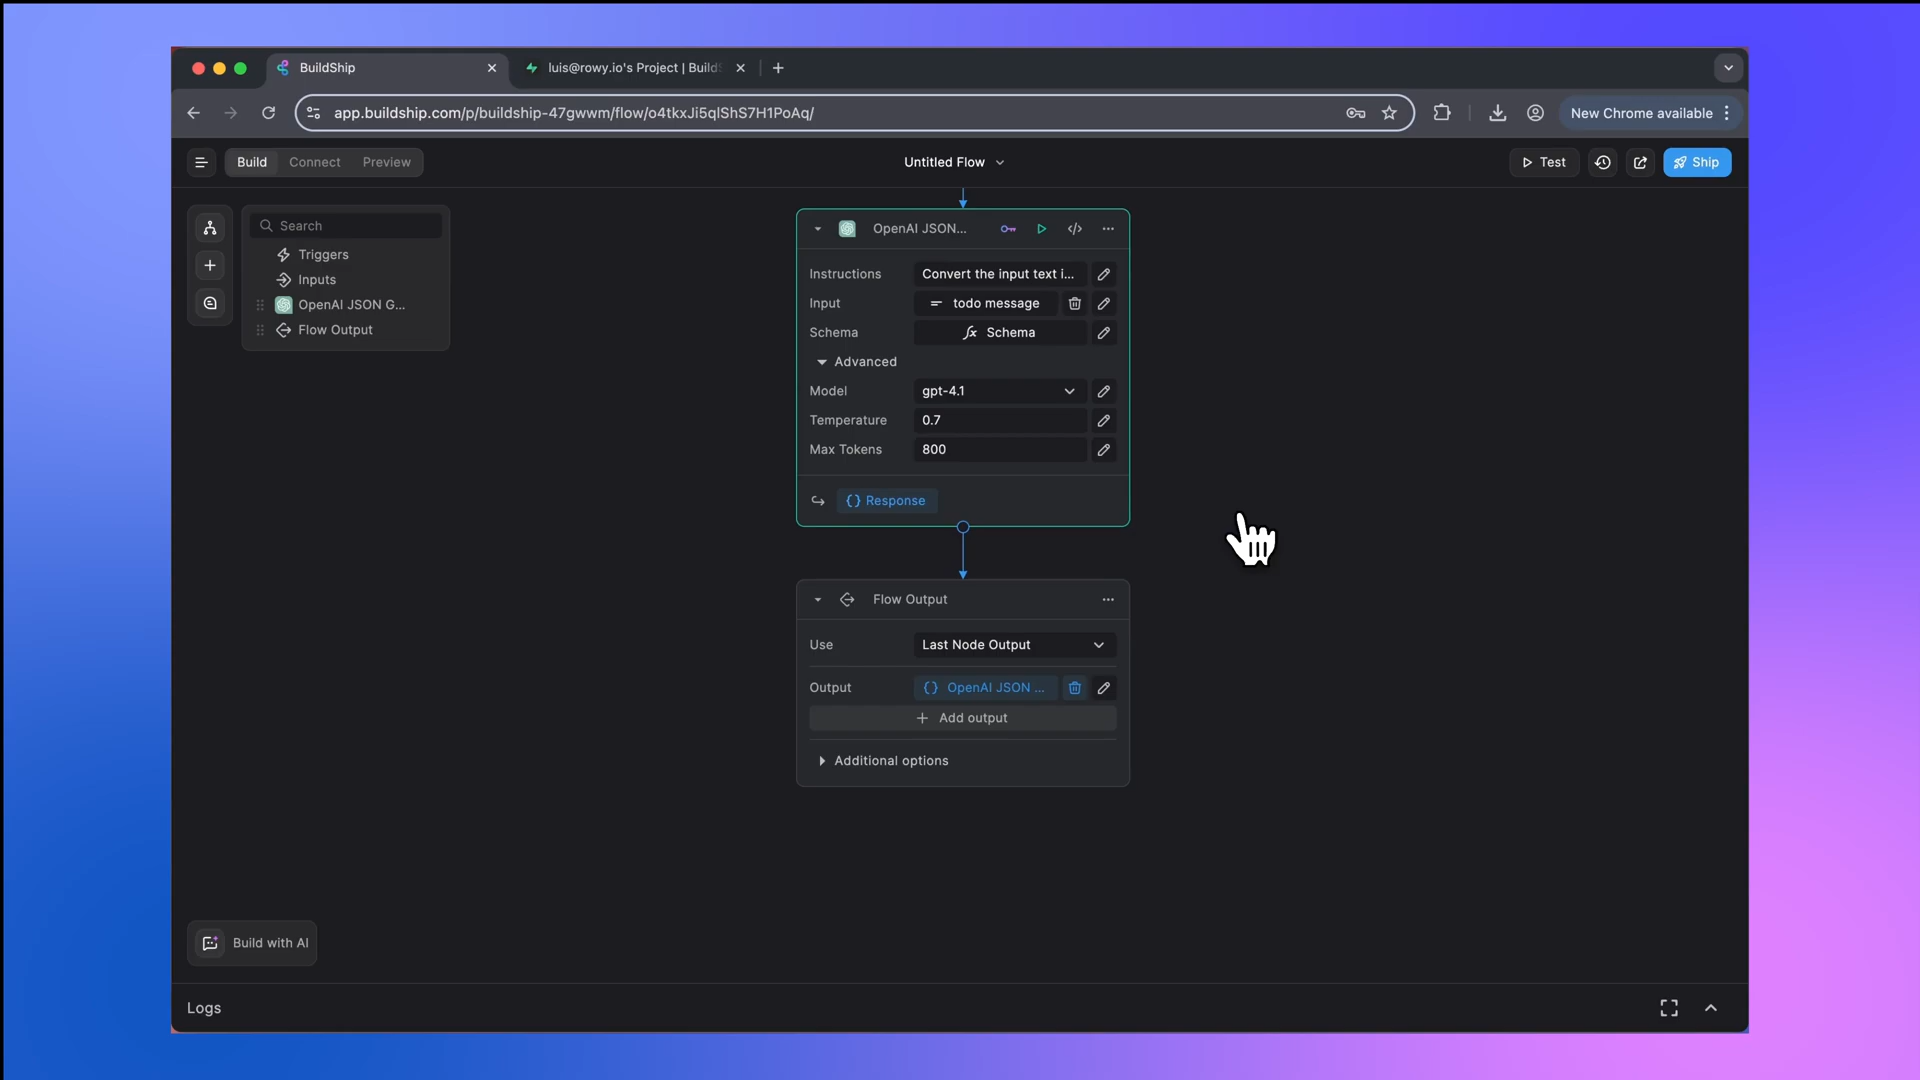 BuildShip
luis@rowy.io's Project | Build
app.buildship.com/p/buildship-47gwwm/flow/o4tkxJi5qlShS7H1PoAq/
New Chrome available
Build Connect Preview
Untitled Flow
Test
Ship
Search
Triggers
Inputs
OpenAI JSON G...
Flow Output
OpenAI JSON...
Instructions Convert the input text i...
Input todo message
Schema Schema
Advanced
Model gpt-4.1
Temperature 0.7
Max Tokens 800
{} Response
Flow Output
Use Last Node Output
Output {} OpenAI JSON ...
+ Add output
Additional options
Build with AI
Logs